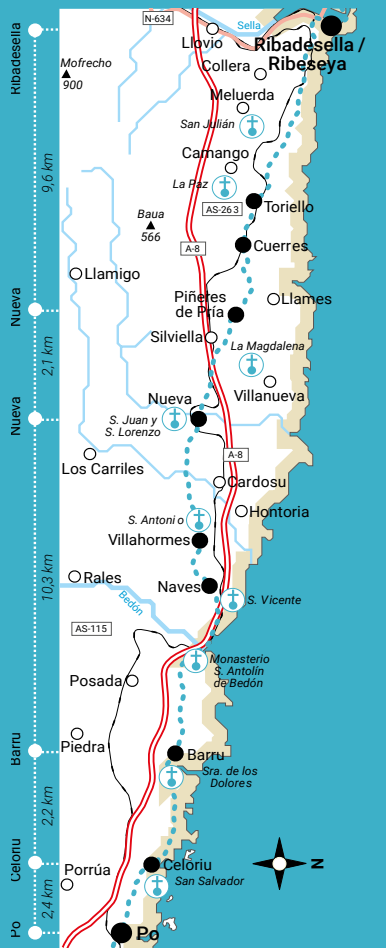 N-634
Sella
Llovio
Ribadesella /
Ribeseya
Collera
Mofrecho
900
Meluerda
San Julián
Camango
La Paz
AS-263
Toriello
Baua
566
A-8
Cuerres
Llamigo
Piñeres
de Pría
Llames
Silviella
La Magdalena
Villanueva
Nueva
S. Juan y
S. Lorenzo
A-8
Los Carriles
Cardosu
Hontoria
S. Antonio
Villahormes
Rales
Naves
Bedón
S. Vicente
AS-115
Monasterio
S. Antolín
de Bedón
Posada
Piedra
Barru
Sra. de los
Dolores
Celoriu
Porrúa
San Salvador
N
Po
Ribadesella
9,6 km
Nueva
2,1 km
Nueva
10,3 km
Barru
2,2 km
Celoriu
2,4 km
Po